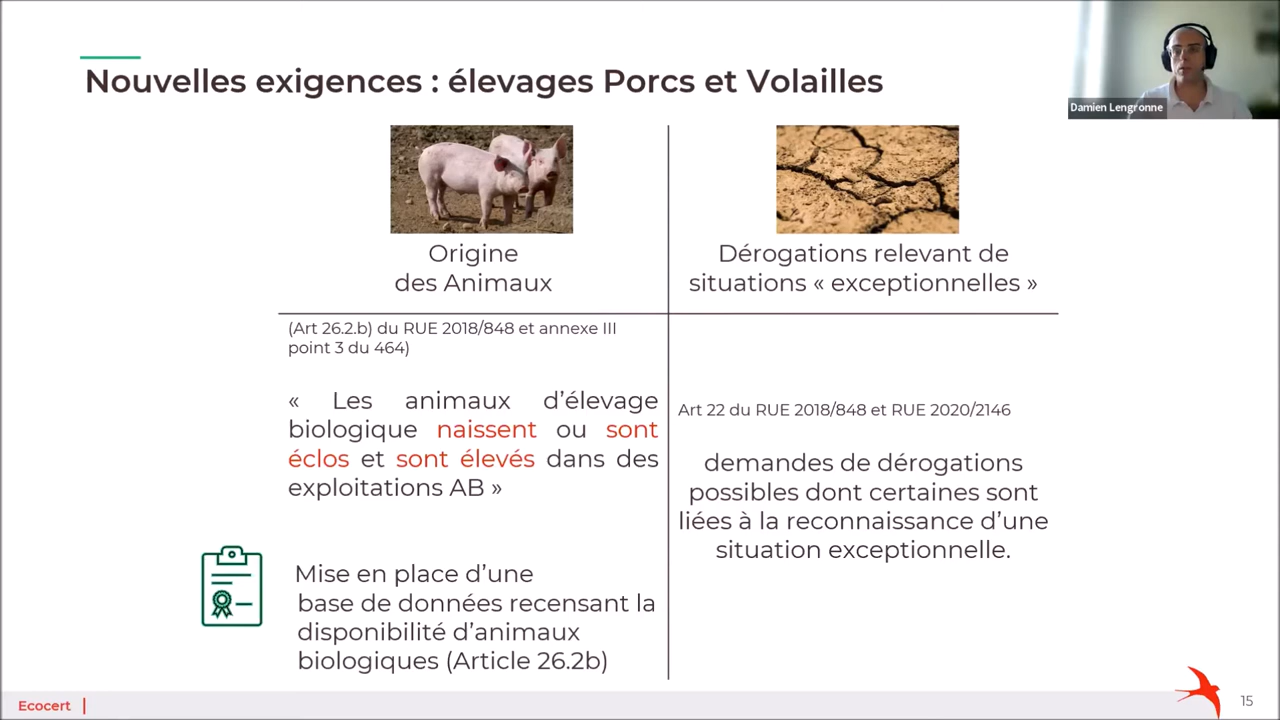 Nouvelles exigences : élevages Porcs et Volailles
Damien Lengronne
Origine
des Animaux
(Art 26.2.b) du RUE 2018/848 et annexe III
point 3 du 464)
« Les animaux d’élevage
biologique naissent ou sont
éclos et sont élevés dans des
exploitations AB »
Mise en place d’une
base de données recensant la
disponibilité d’animaux
biologiques (Article 26.2b)
Dérogations relevant de
situations « exceptionnelles »
Art 22 du RUE 2018/848 et RUE 2020/2146
demandes de dérogations
possibles dont certaines sont
liées à la reconnaissance d’une
situation exceptionnelle.
Ecocert |
15